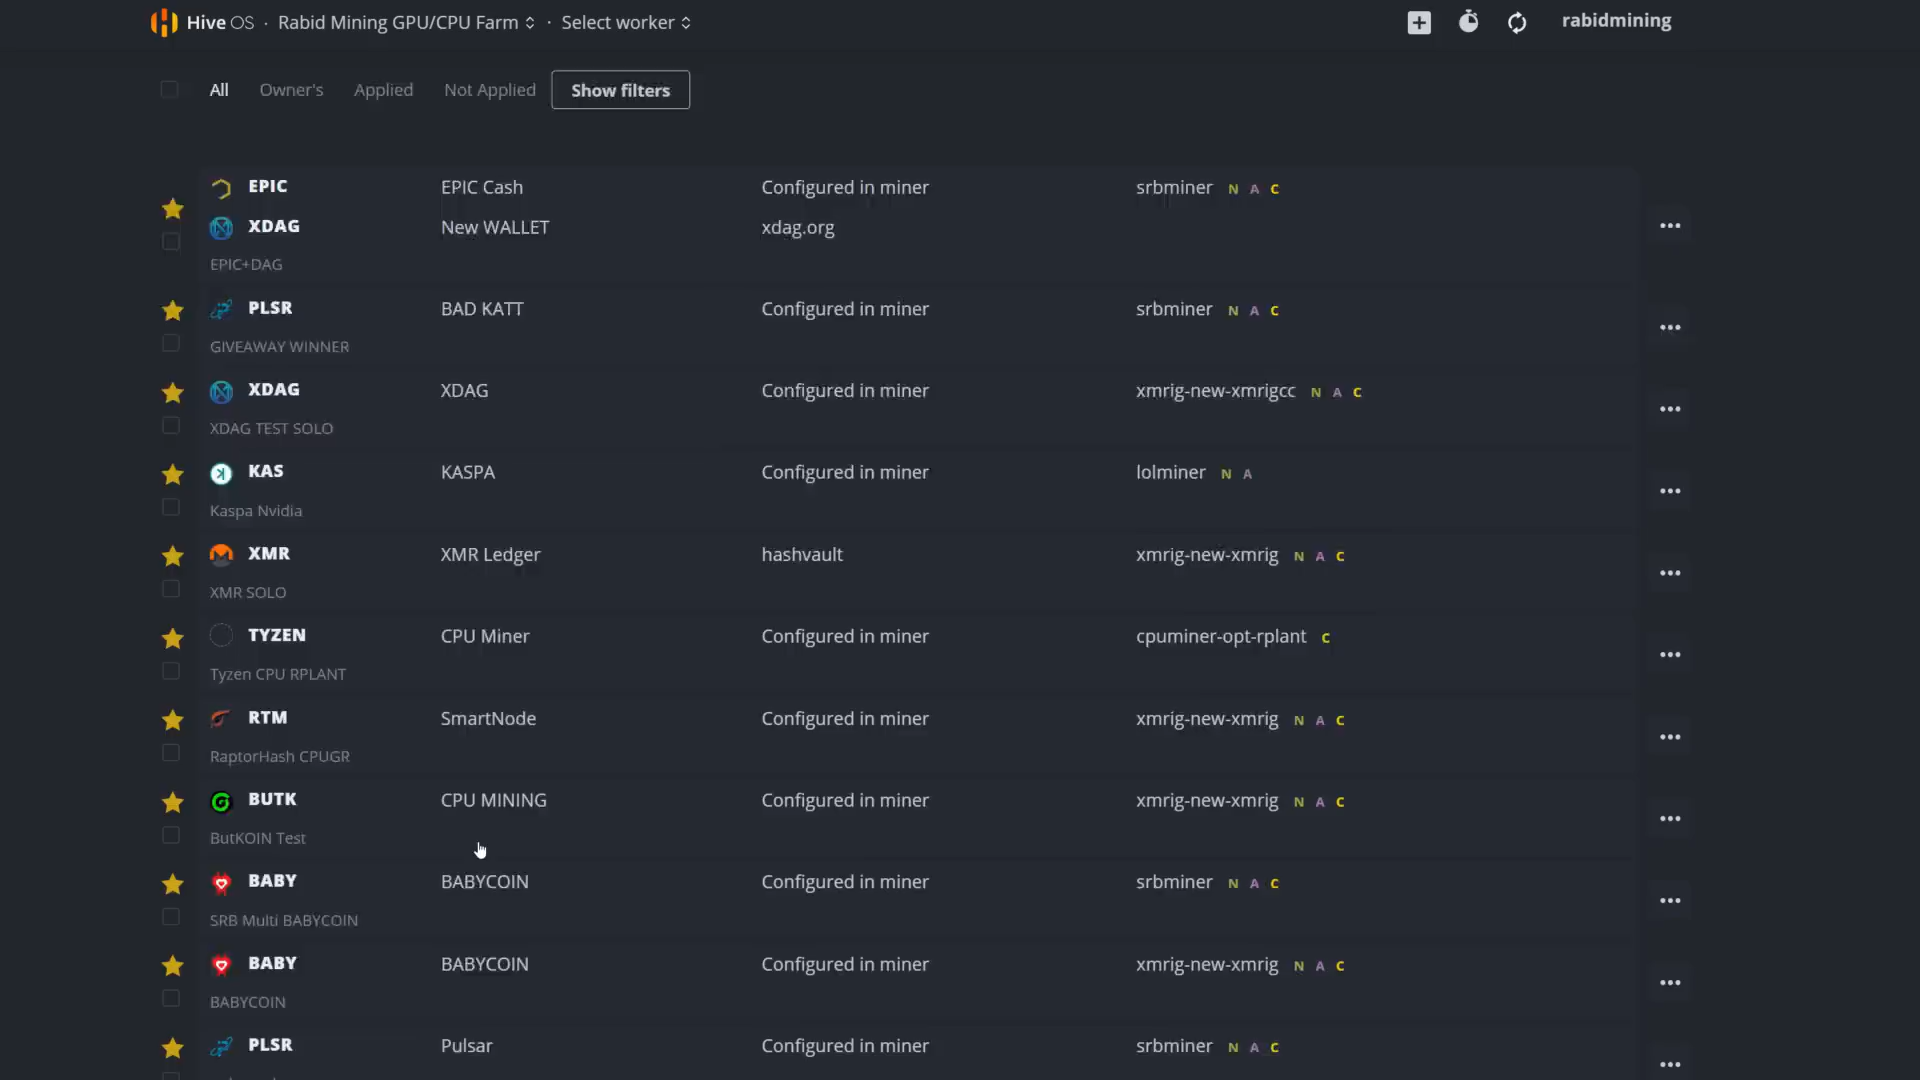 Hive OS · Rabid Mining GPU/CPU Farm · Select worker rabidmining
All Owner's Applied Not Applied Show filters
EPIC EPIC Cash Configured in miner srbminer N A C
XDAG New WALLET xdag.org
EPIC+DAG
PLSR BAD KATT Configured in miner srbminer N A C
GIVEAWAY WINNER
XDAG XDAG Configured in miner xmrig-new-xmrigcc N A C
XDAG TEST SOLO
KAS KASPA Configured in miner lolminer N A
Kaspa Nvidia
XMR XMR Ledger hashvault xmrig-new-xmrig N A C
XMR SOLO
TYZEN CPU Miner Configured in miner cpuminer-opt-rplant C
Tyzen CPU RPLANT
RTM SmartNode Configured in miner xmrig-new-xmrig N A C
RaptorHash CPUGR
BUTK CPU MINING Configured in miner xmrig-new-xmrig N A C
ButKOIN Test
BABY BABYCOIN Configured in miner srbminer N A C
SRB Multi BABYCOIN
BABY BABYCOIN Configured in miner xmrig-new-xmrig N A C
BABYCOIN
PLSR Pulsar Configured in miner srbminer N A C